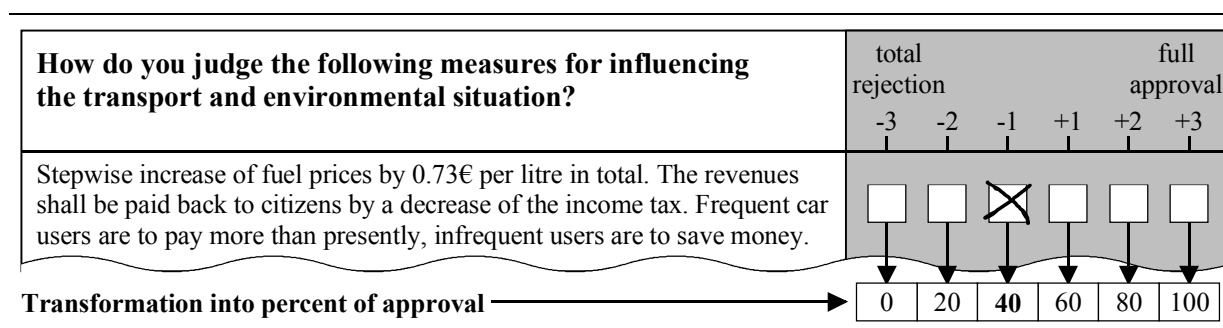 How do you judge the following measures for influencing
the transport and environmental situation?
total
rejection
full
approval
-3 -2 -1 +1 +2 +3
Stepwise increase of fuel prices by 0.73€ per litre in total. The revenues
shall be paid back to citizens by a decrease of the income tax. Frequent car
users are to pay more than presently, infrequent users are to save money.
Transformation into percent of approval 0 20 40 60 80 100